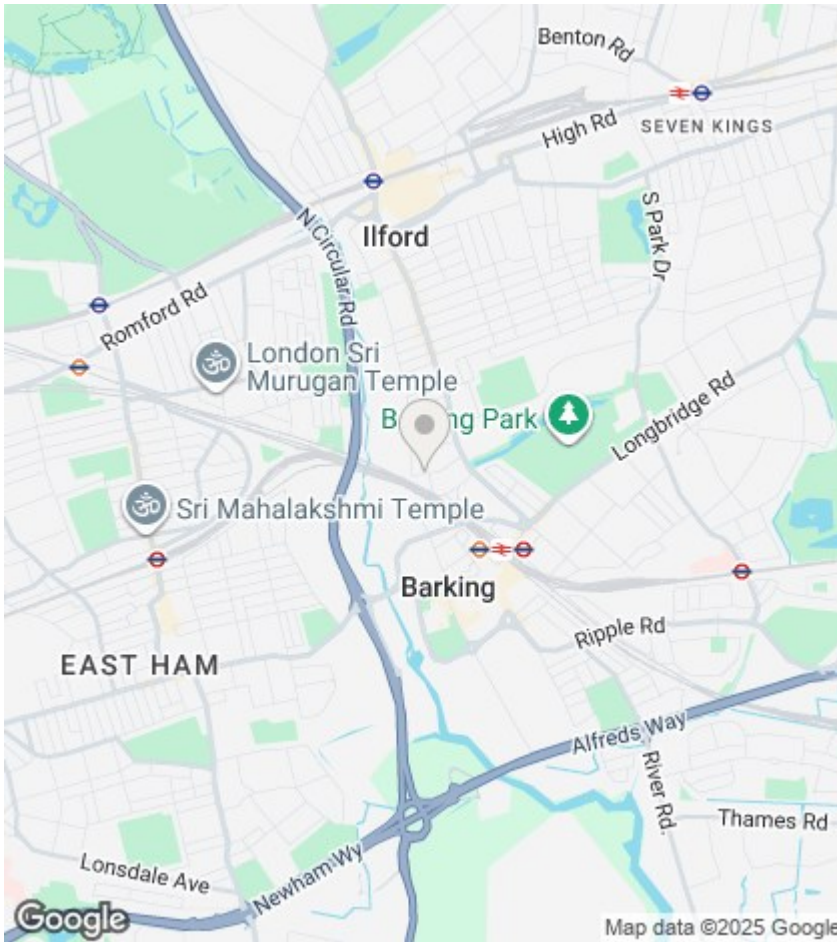 Benton Rd
High Rd
SEVEN KINGS
N Circular Rd
Ilford
S Park Dr
Romford Rd
London Sri
Murugan Temple
Longbridge Rd
Park
Sri Mahalakshmi Temple
Barking
Ripple Rd
EAST HAM
Alfreds Way
River Rd.
Thames Rd
Lonsdale Ave
Newham Wy
Google
Map data ©2025 Google